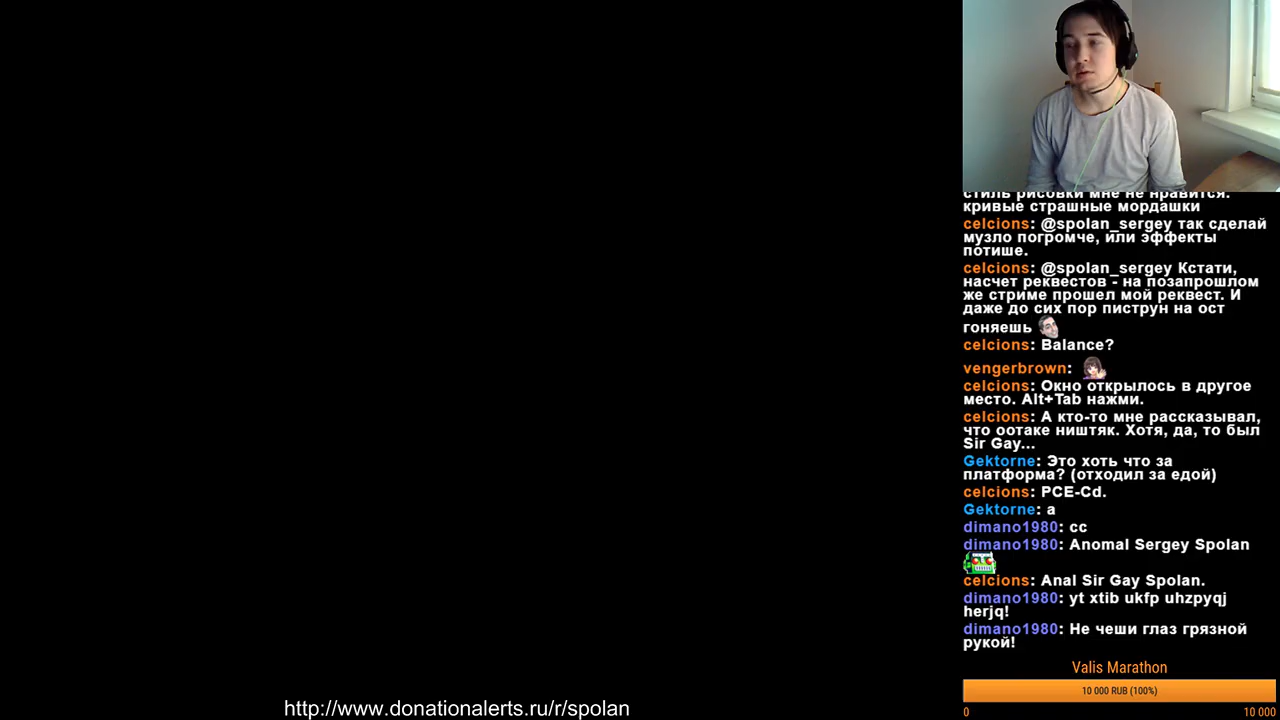 стиль рисовки мне не нравится.
кривые страшные мордашки
celcions: @spolan_sergey так сделай
музло погромче, или эффекты
потише.
celcions: @spolan_sergey Кстати,
насчет реквестов - на позапрошлом
же стриме прошел мой реквест. И
даже до сих пор пиструн на ост
гоняешь
celcions: Balance?
vengerbrown:
celcions: Окно открылось в другое
место. Alt+Tab нажми.
celcions: А кто-то мне рассказывал,
что оотаке ништяк. Хотя, да, то был
Sir Gay...
Gektorne: Это хоть что за
платформа? (отходил за едой)
celcions: PCE-Cd.
Gektorne: а
dimano1980: cc
dimano1980: Anomal Sergey Spolan
celcions: Anal Sir Gay Spolan.
dimano1980: yt xtib ukfp uhzpyqj
herjq!
dimano1980: Не чеши глаз грязной
рукой!
Valis Marathon
10 000 RUB (100%)
0 10 000
http://www.donationalerts.ru/r/spolan